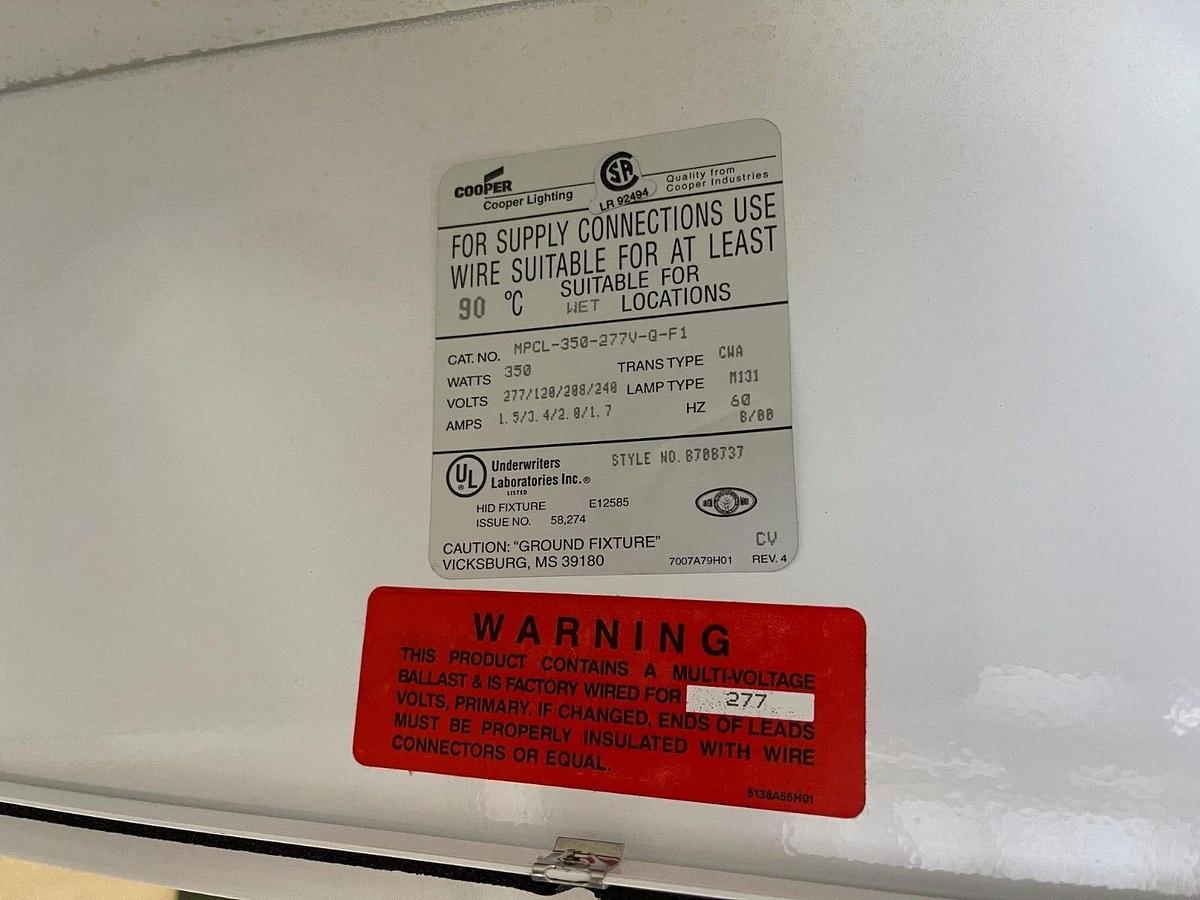 COOPER
Cooper Lighting
SA
LR 92494
Quality from
Cooper Industries
FOR SUPPLY CONNECTIONS USE
WIRE SUITABLE FOR AT LEAST
90 °C SUITABLE FOR
WET LOCATIONS
CAT. NO. MPCL-350-277V-Q-F1
WATTS 350 TRANS TYPE CWA
VOLTS 277/120/208/240 LAMP TYPE M131
AMPS 1.5/3.4/2.0/1.7 HZ 60
8/00
UL Underwriters
Laboratories Inc.®
LISTED
STYLE NO. B708737
HID FIXTURE E12585
ISSUE NO. 58,274
CAUTION: "GROUND FIXTURE" CV
VICKSBURG, MS 39180 7007A79H01 REV. 4
WARNING
THIS PRODUCT CONTAINS A MULTI-VOLTAGE
BALLAST & IS FACTORY WIRED FOR 277
VOLTS, PRIMARY. IF CHANGED, ENDS OF LEADS
MUST BE PROPERLY INSULATED WITH WIRE
CONNECTORS OR EQUAL.
5138A55H01